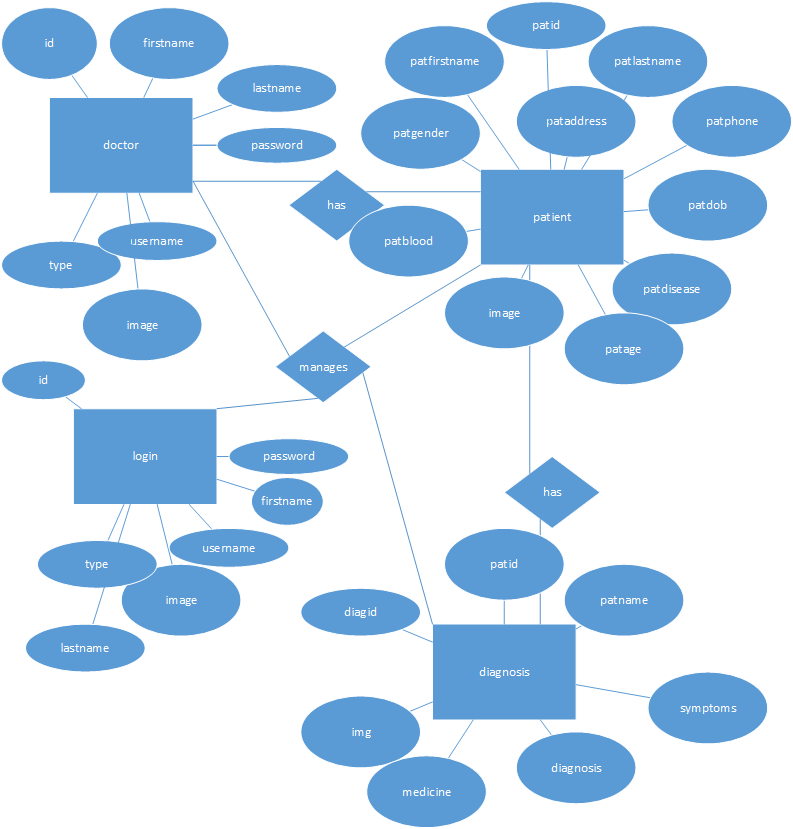 patid
id
firstname
patfirstname
patlastname
lastname
pataddress
patphone
patgender
doctor
password
has
patient
patdob
username
patblood
type
patdisease
image
image
patage
manages
id
login
password
has
firstname
username
type
patid
image
patname
diagid
lastname
diagnosis
symptoms
img
diagnosis
medicine